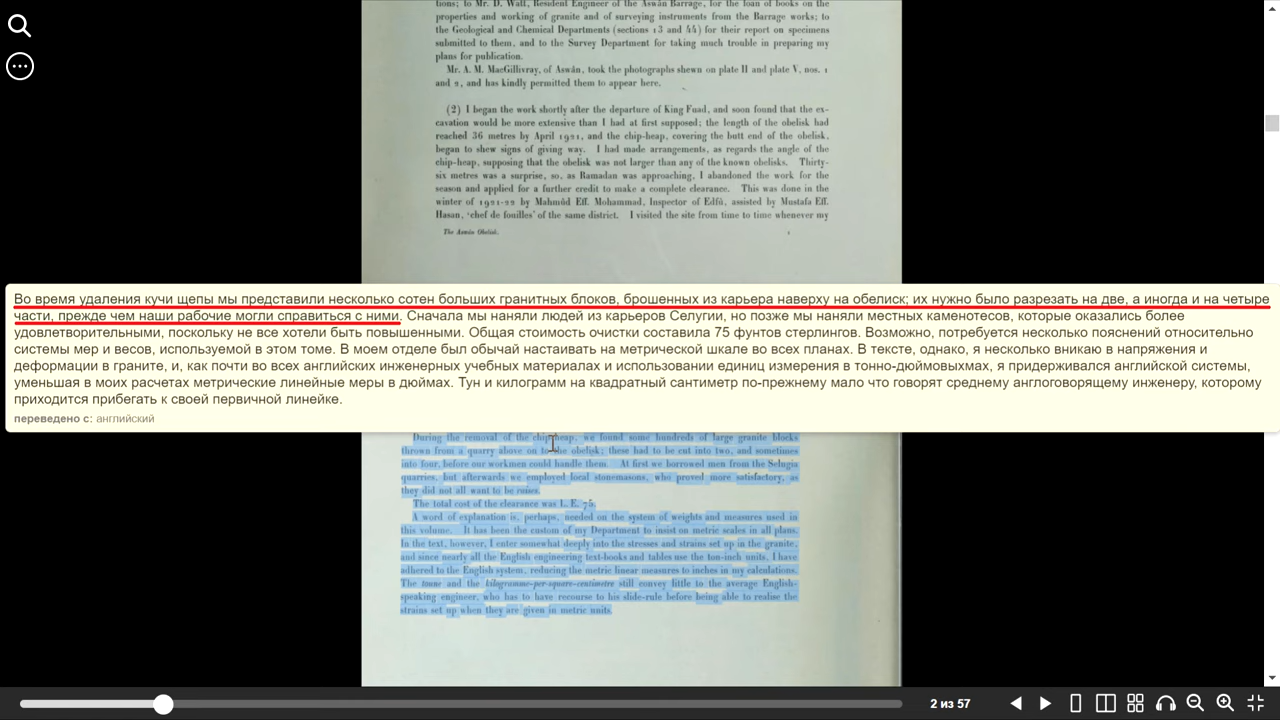 tions; to Mr. D. Watt, Resident Engineer of the Aswân Barrage, for the loan of books on the
properties and working of granite and of surveying instruments from the Barrage works; to
the Geological and Chemical Departments (sections 13 and 44) for their report on specimens
submitted to them, and to the Survey Department for taking much trouble in preparing my
plans for publication.
Mr. A. M. MacGillivray, of Aswân, took the photographs shewn on plate II and plate V, nos. 1
and 2, and has kindly permitted them to appear here.
(2) I began the work shortly after the departure of King Fuad, and soon found that the ex-
cavation would be more extensive than I had at first supposed; the length of the obelisk had
reached 36 metres by April 1921, and the chip-heap, covering the butt end of the obelisk,
began to shew signs of giving way. I had made arrangements, as regards the angle of the
chip-heap, supposing that the obelisk was not larger than any of the known obelisks. Thirty-
six metres was a surprise, so, as Ramadan was approaching, I abandoned the work for the
season and applied for a further credit to make a complete clearance. This was done in the
winter of 1921-22 by Mahmûd Eff. Mohammad, Inspector of Edfû, assisted by Mustafa Eff.
Hasan, 'chef de fouilles' of the same district. I visited the site from time to time whenever my
The Aswân Obelisk. 1
Во время удаления кучи щепы мы представили несколько сотен больших гранитных блоков, брошенных из карьера наверху на обелиск; их нужно было разрезать на две, а иногда и на четыре
части, прежде чем наши рабочие могли справиться с ними. Сначала мы наняли людей из карьеров Селугии, но позже мы наняли местных каменотесов, которые оказались более
удовлетворительными, поскольку не все хотели быть повышенными. Общая стоимость очистки составила 75 фунтов стерлингов. Возможно, потребуется несколько пояснений относительно
системы мер и весов, используемой в этом томе. В моем отделе был обычай настаивать на метрической шкале во всех планах. В тексте, однако, я несколько вникаю в напряжения и
деформации в граните, и, как почти во всех английских инженерных учебных материалах и использовании единиц измерения в тонно-дюймовыхмах, я придерживался английской системы,
уменьшая в моих расчетах метрические линейные меры в дюймах. Тун и килограмм на квадратный сантиметр по-прежнему мало что говорят среднему англоговорящему инженеру, которому
приходится прибегать к своей первичной линейке.
переведено с: английский
During the removal of the chip-heap, we found some hundreds of large granite blocks
thrown from a quarry above on to the obelisk; these had to be cut into two, and sometimes
into four, before our workmen could handle them. At first we borrowed men from the Selugia
quarries, but afterwards we employed local stonemasons, who proved more satisfactory, as
they did not all want to be raises.
The total cost of the clearance was L. E. 75.
A word of explanation is, perhaps, needed on the system of weights and measures used in
this volume. It has been the custom of my Department to insist on metric scales in all plans.
In the text, however, I enter somewhat deeply into the stresses and strains set up in the granite,
and since nearly all the English engineering text-books and tables use the ton-inch units, I have
adhered to the English system, reducing the metric linear measures to inches in my calculations.
The tonne and the kilogramme-per-square-centimetre still convey little to the average English-
speaking engineer, who has to have recourse to his slide-rule before being able to realise the
strains set up when they are given in metric units.
2 из 57